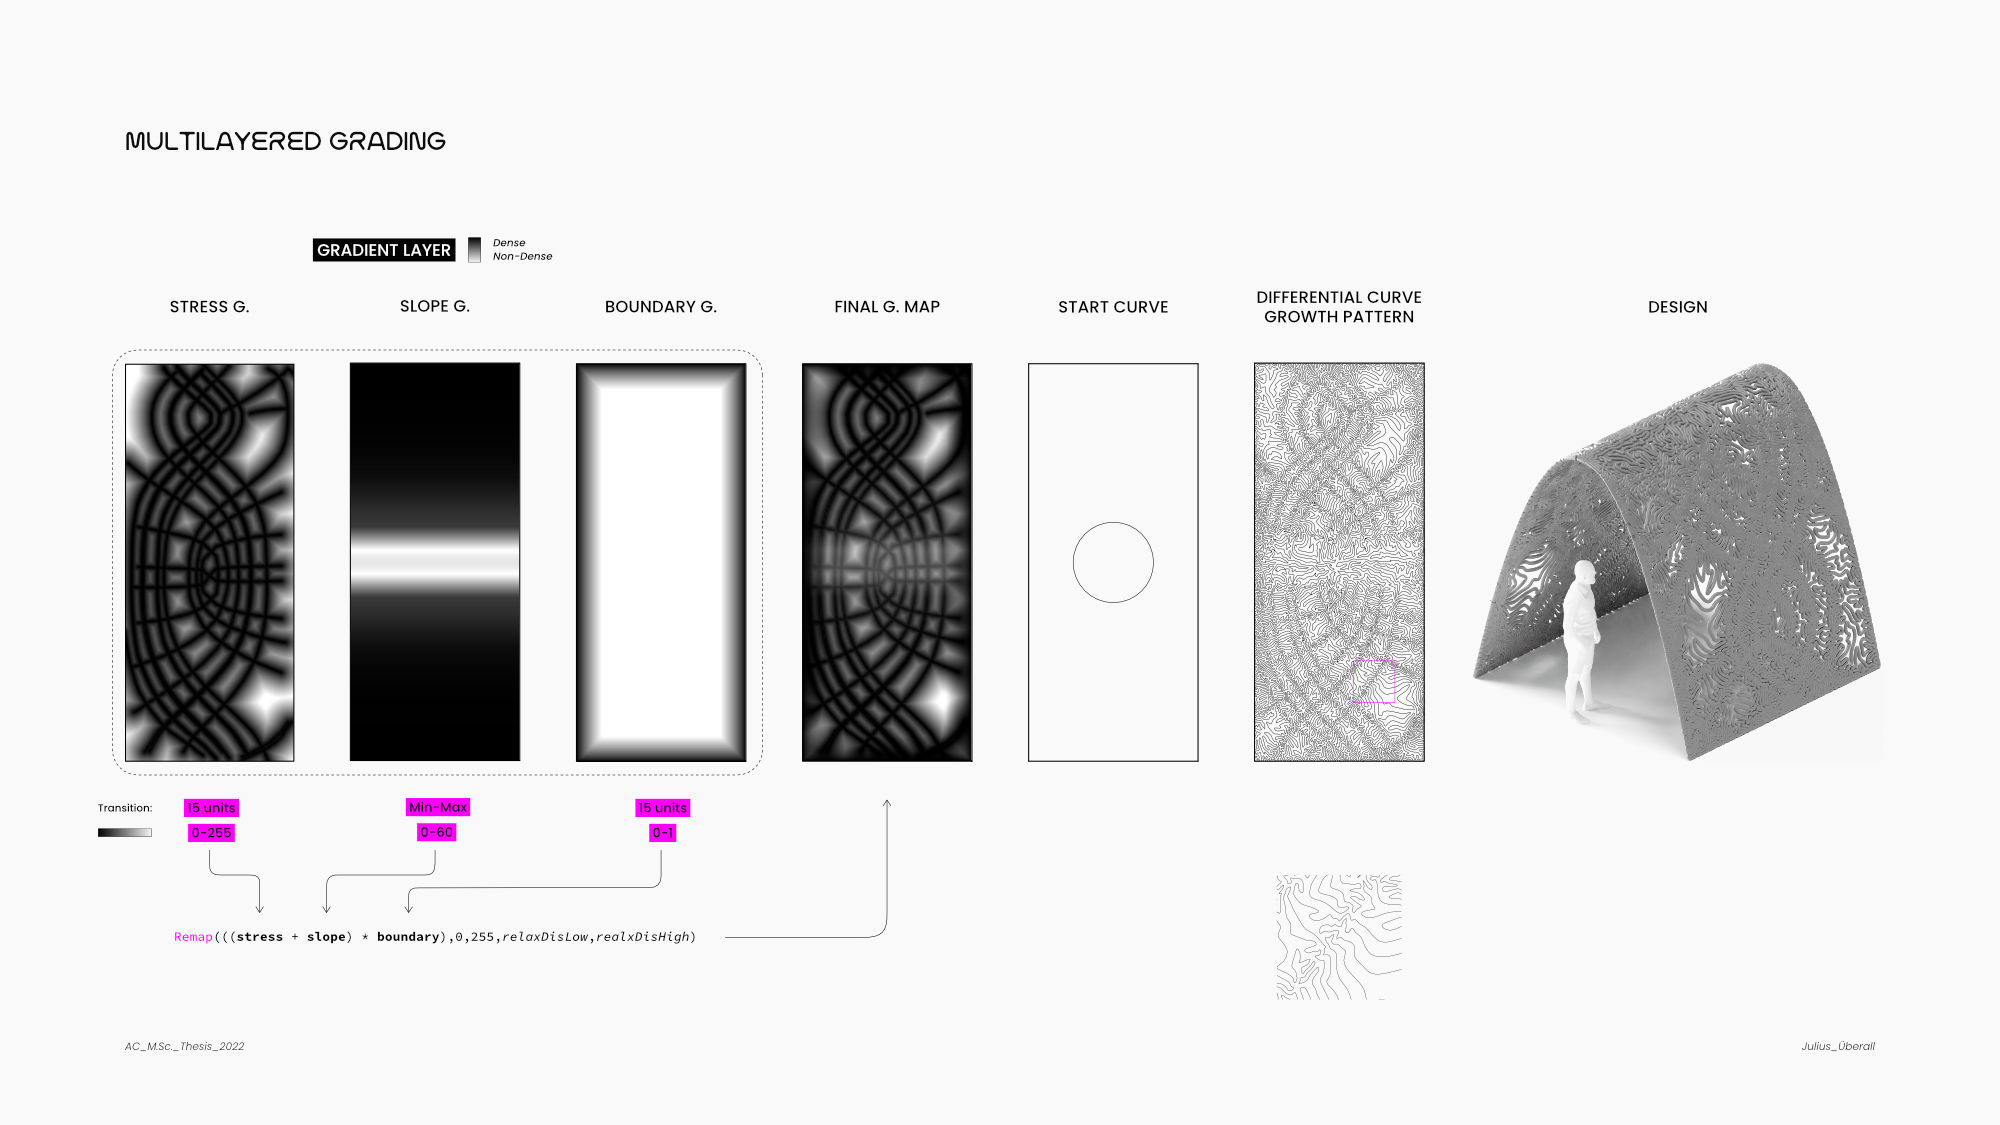 MULTILAYERED GRADING
GRADIENT LAYER
Dense
Non-Dense
STRESS G.
SLOPE G.
BOUNDARY G.
FINAL G. MAP
START CURVE
DIFFERENTIAL CURVE
GROWTH PATTERN
DESIGN
Transition:
15 units
Min-Max
15 units
0-255
0-60
0-1
Remap(((stress + slope) * boundary),0,255,relaxDisLow,realxDisHigh)
AC_M.Sc._Thesis_2022
Julius_Überall